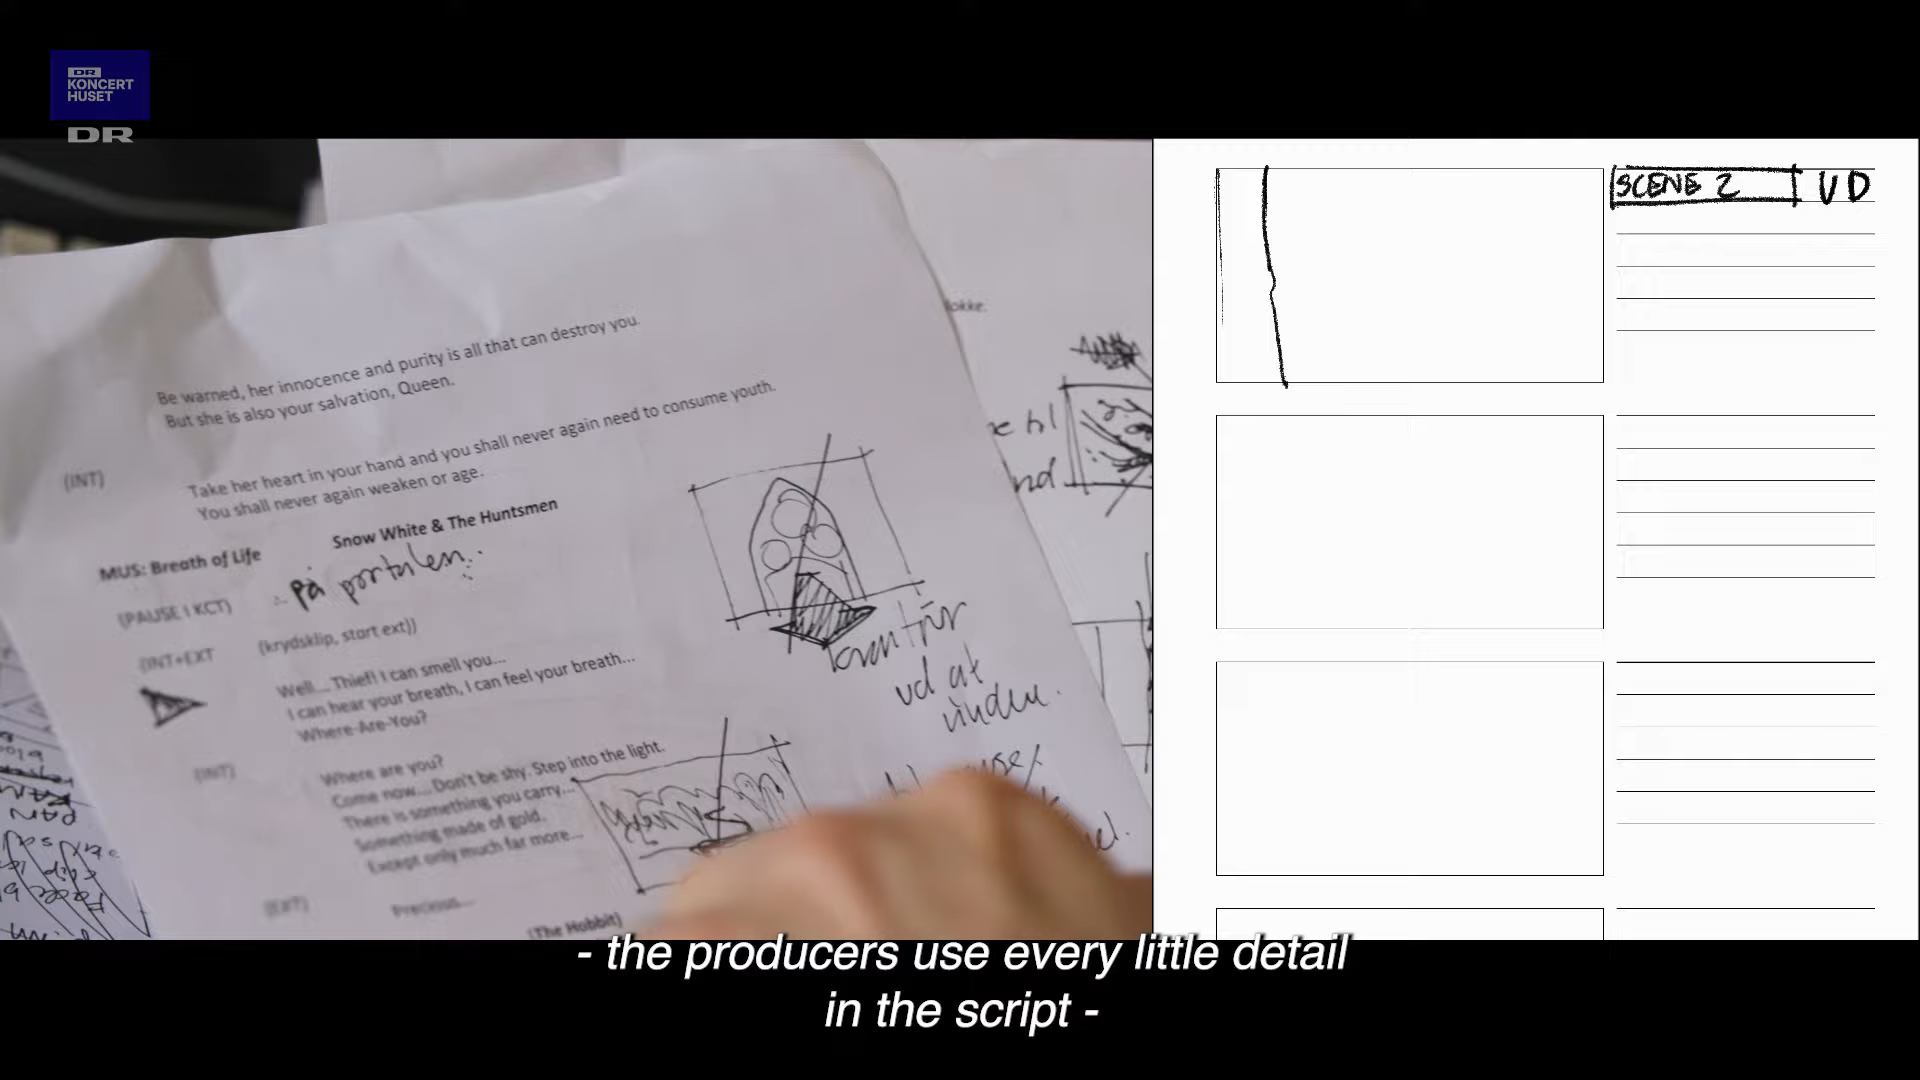 DR
KONCERT
HUSET
DR
Be warned, her innocence and purity is all that can destroy you.
But she is also your salvation, Queen.
(INT)
Take her heart in your hand and you shall never again need to consume youth.
You shall never again weaken or age.
Snow White & The Huntsmen
MUS: Breath of Life
på portalen
(PAUSE I KCT)
(krydsklip, start ext))
(INT+EXT
Well... Thief! I can smell you...
I can hear your breath, I can feel your breath...
Where-Are-You?
ud at
vinden.
(INT)
Where are you?
Come now... Don't be shy. Step into the light.
There is something you carry...
Something made of gold.
Except only much far more...
(EXT)
Precious...
(The Hobbit)
SCENE 2
UD
- the producers use every little detail
in the script -